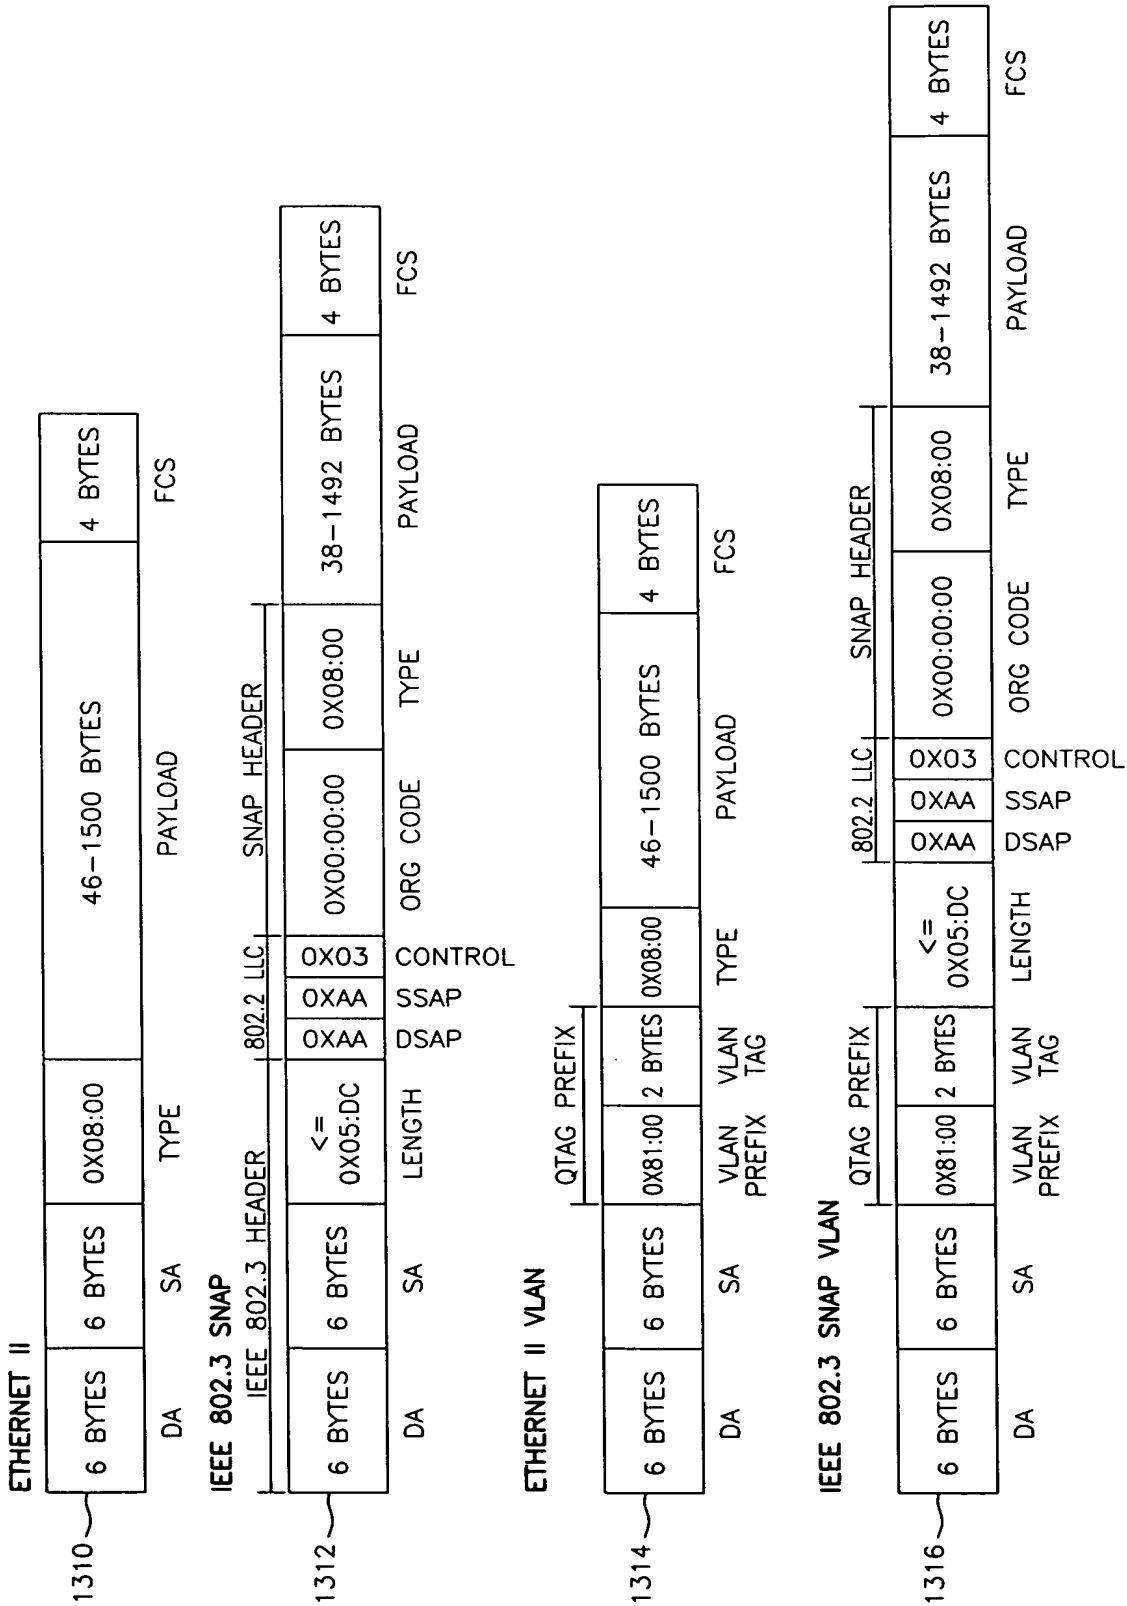 ETHERNET II
1310
6 BYTES 6 BYTES 0X08:00 46-1500 BYTES 4 BYTES
DA SA TYPE PAYLOAD FCS
IEEE 802.3 SNAP
IEEE 802.3 HEADER 802.2 LLC SNAP HEADER
1312
6 BYTES 6 BYTES <= 0X05:DC 0XAA 0XAA 0X03 0X00:00:00 0X08:00 38-1492 BYTES 4 BYTES
DA SA LENGTH DSAP SSAP CONTROL ORG CODE TYPE PAYLOAD FCS
ETHERNET II VLAN
QTAG PREFIX
1314
6 BYTES 6 BYTES 0X81:00 2 BYTES 0X08:00 46-1500 BYTES 4 BYTES
DA SA VLAN PREFIX VLAN TAG TYPE PAYLOAD FCS
IEEE 802.3 SNAP VLAN
QTAG PREFIX 802.2 LLC SNAP HEADER
1316
6 BYTES 6 BYTES 0X81:00 2 BYTES <= 0X05:DC 0XAA 0XAA 0X03 0X00:00:00 0X08:00 38-1492 BYTES 4 BYTES
DA SA VLAN PREFIX VLAN TAG LENGTH DSAP SSAP CONTROL ORG CODE TYPE PAYLOAD FCS